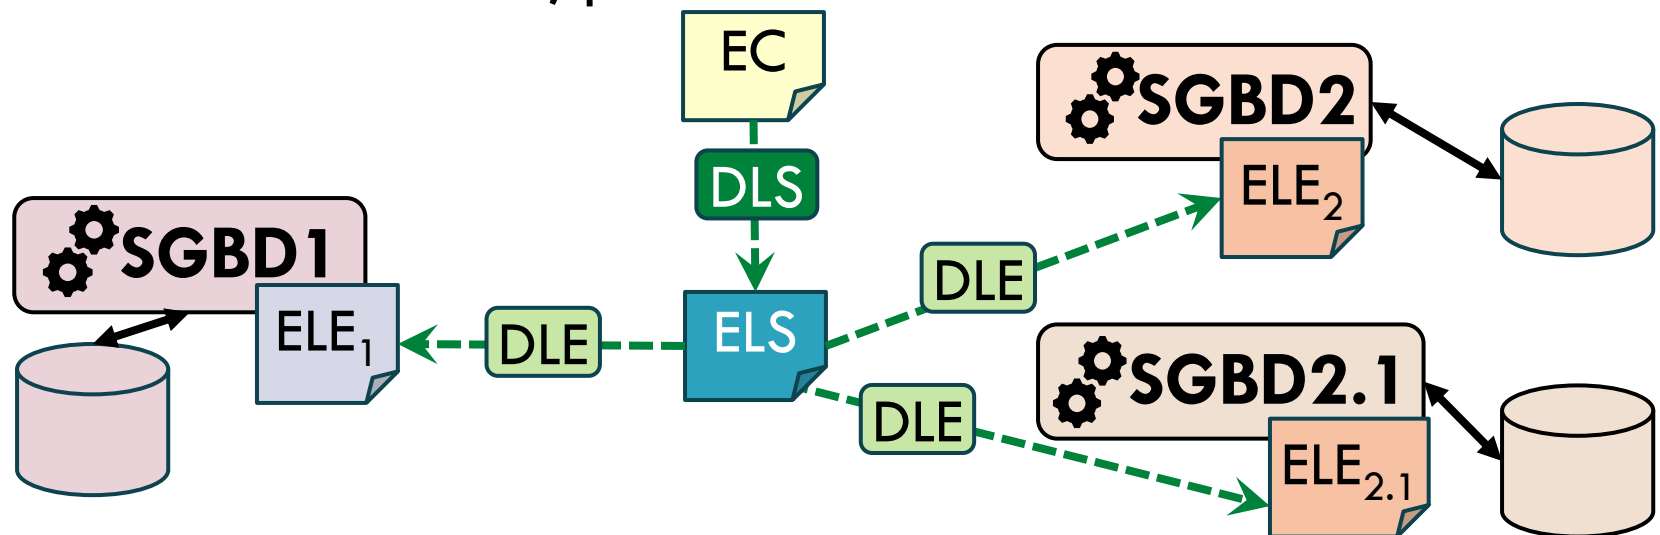 EC
DLS
ELS
SGBD1
ELE1
DLE
DLE
SGBD2
ELE2
DLE
SGBD2.1
ELE2.1